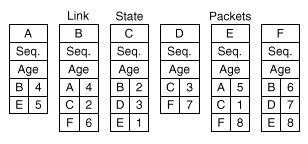 Link State Packets
A B C D E F
Seq. Seq. Seq. Seq. Seq. Seq.
Age Age Age Age Age Age
B 4 A 4 B 2 C 3 A 5 B 6
E 5 C 2 D 3 F 7 C 1 D 7
F 6 E 1 F 8 E 8